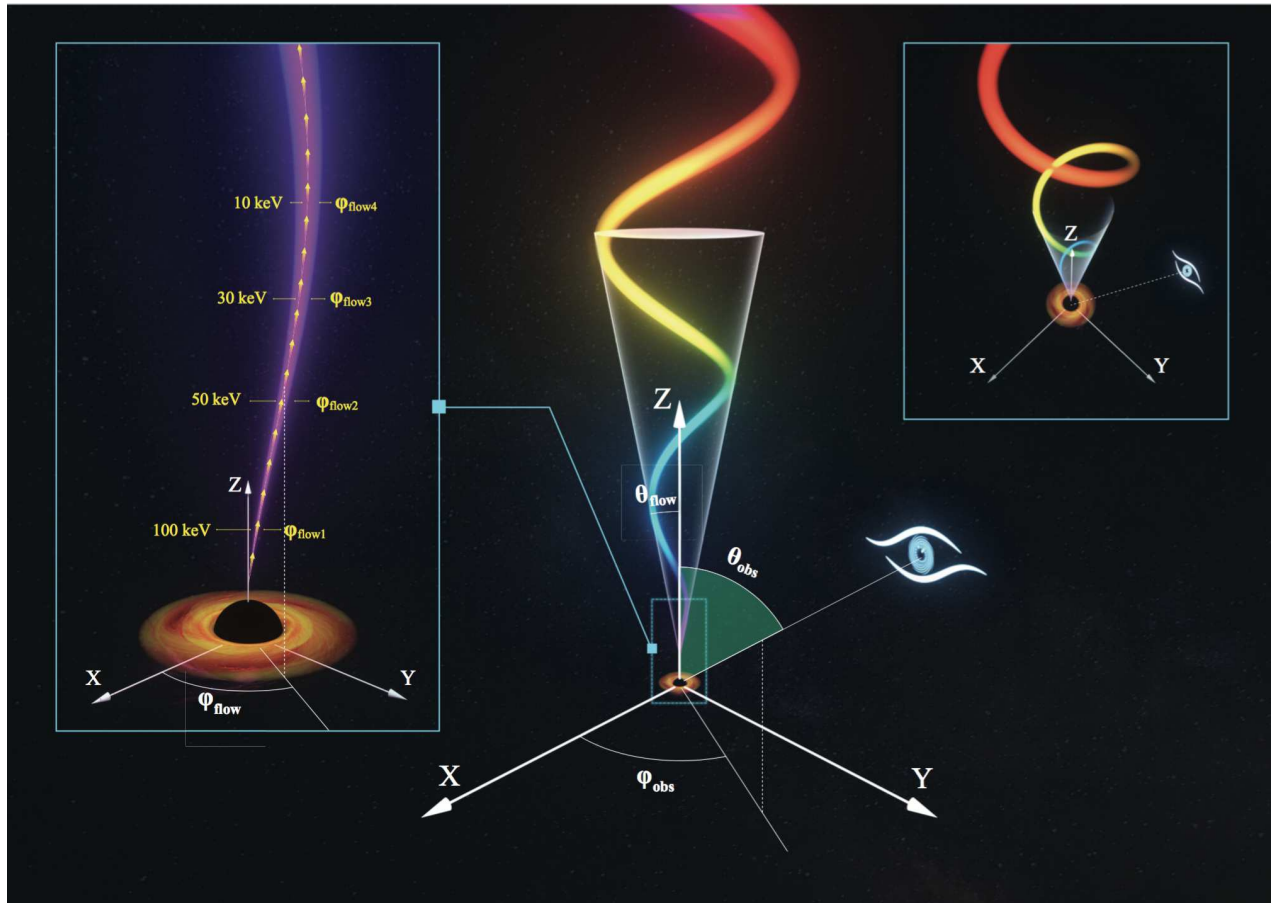 10 keV
φflow4
30 keV
φflow3
50 keV
φflow2
Z
100 keV
φflow1
X
Y
φflow
Z
θflow
θobs
X
Y
φobs
Z
X
Y